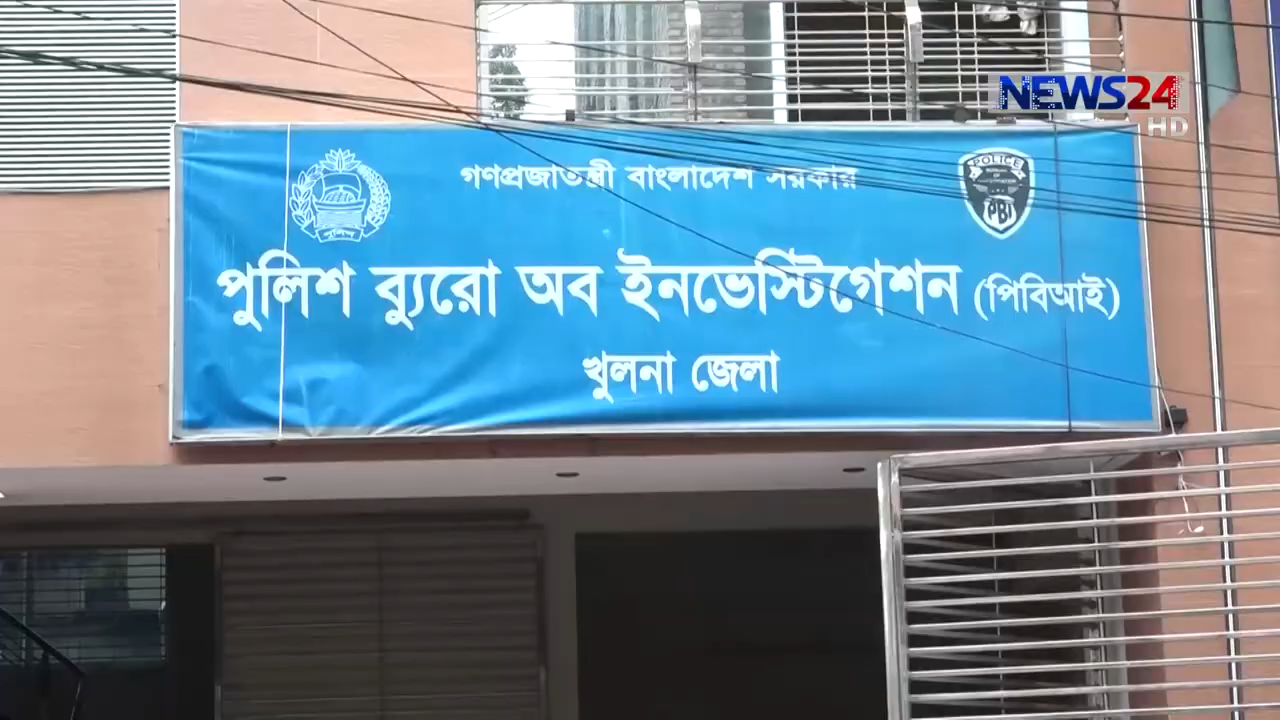 NEWS24
HD
গণপ্রজাতন্ত্রী বাংলাদেশ সরকার
পুলিশ
POLICE
PBI
পুলিশ ব্যুরো অব ইনভেস্টিগেশন (পিবিআই)
খুলনা জেলা